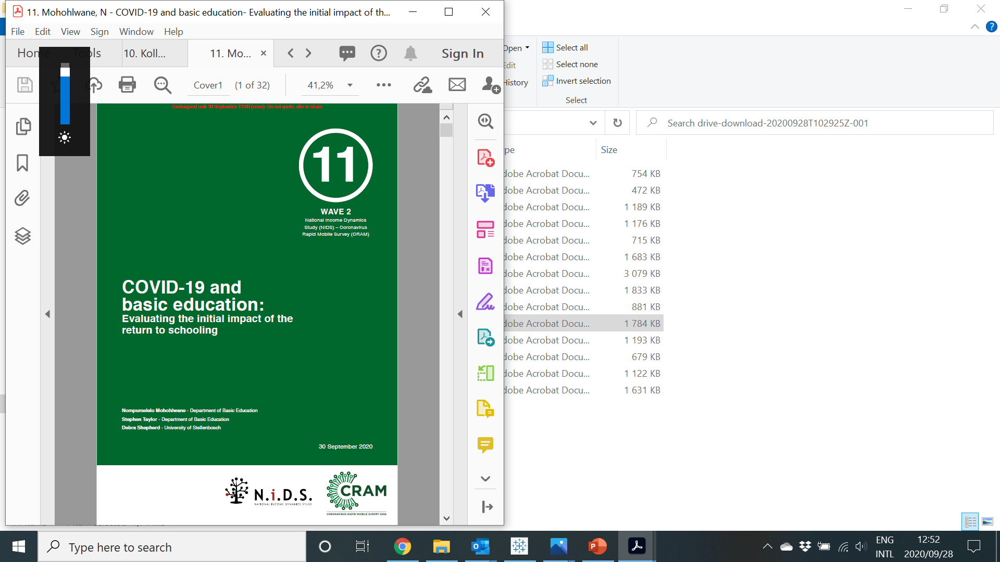 11. Mohohlwane, N - COVID-19 and basic education- Evaluating the initial impact of th...
File Edit View Sign Window Help
Home Tools 10. Koll... 11. Mo... Sign In
Cover1 (1 of 32) 41,2%
Embargoed until 30 September 12:00 (noon). Do not quote, cite or share.
11
WAVE 2
National Income Dynamics
Study (NIDS) – Coronavirus
Rapid Mobile Survey (CRAM)
COVID-19 and
basic education:
Evaluating the initial impact of the
return to schooling
Nompumelelo Mohohlwane - Department of Basic Education
Stephen Taylor - Department of Basic Education
Debra Shepherd - University of Stellenbosch
30 September 2020
N.i.D.S.
NATIONAL INCOME DYNAMICS STUDY
CRAM
CORONAVIRUS RAPID MOBILE SURVEY 2020
Open
Edit
History
Select all
Select none
Invert selection
Select
Search drive-download-20200928T102925Z-001
ype Size
dobe Acrobat Docu... 754 KB
dobe Acrobat Docu... 472 KB
dobe Acrobat Docu... 1 189 KB
dobe Acrobat Docu... 1 176 KB
dobe Acrobat Docu... 715 KB
dobe Acrobat Docu... 1 683 KB
dobe Acrobat Docu... 3 079 KB
dobe Acrobat Docu... 1 833 KB
dobe Acrobat Docu... 881 KB
dobe Acrobat Docu... 1 784 KB
dobe Acrobat Docu... 1 193 KB
dobe Acrobat Docu... 679 KB
dobe Acrobat Docu... 1 122 KB
dobe Acrobat Docu... 1 631 KB
Type here to search
ENG
INTL
12:52
2020/09/28